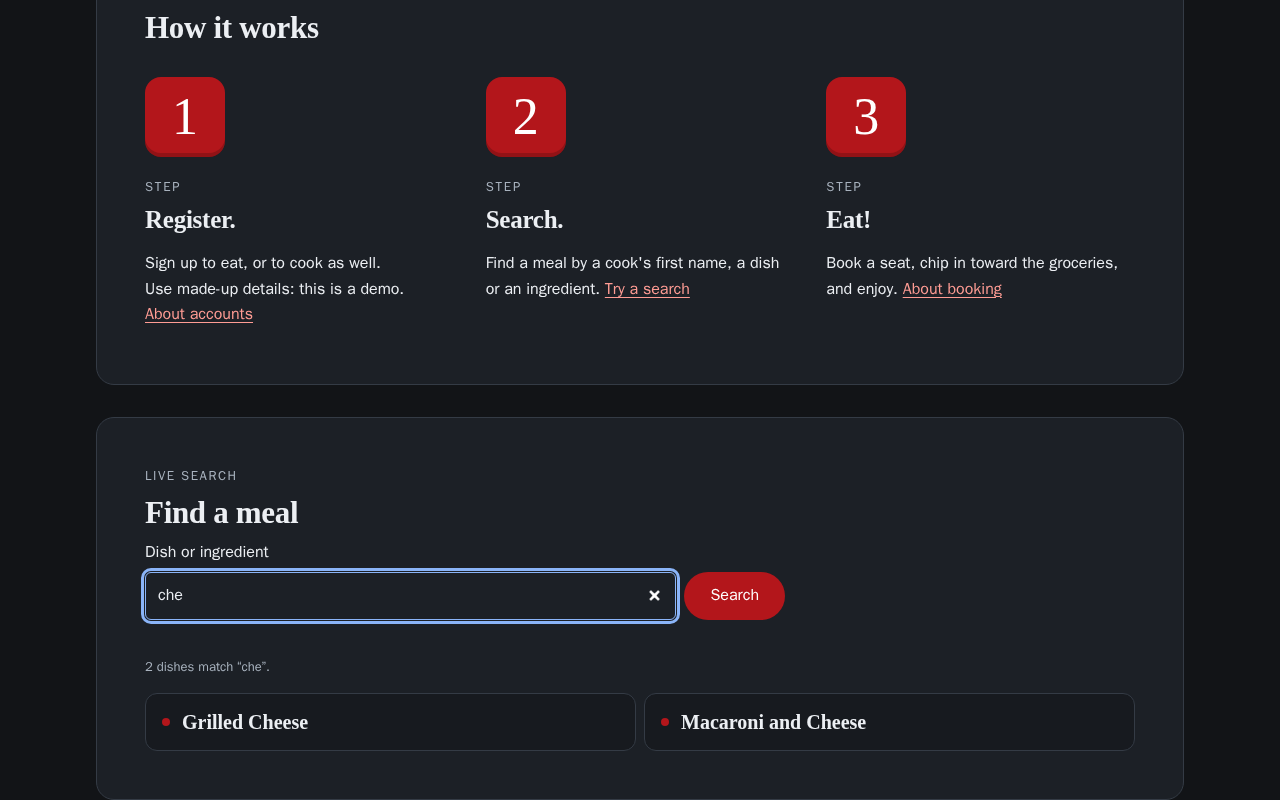 How it works
1
2
3
STEP
Register.
Sign up to eat, or to cook as well.
Use made-up details: this is a demo.
About accounts
STEP
Search.
Find a meal by a cook's first name, a dish
or an ingredient. Try a search
STEP
Eat!
Book a seat, chip in toward the groceries,
and enjoy. About booking
LIVE SEARCH
Find a meal
Dish or ingredient
che
Search
2 dishes match “che”.
Grilled Cheese
Macaroni and Cheese